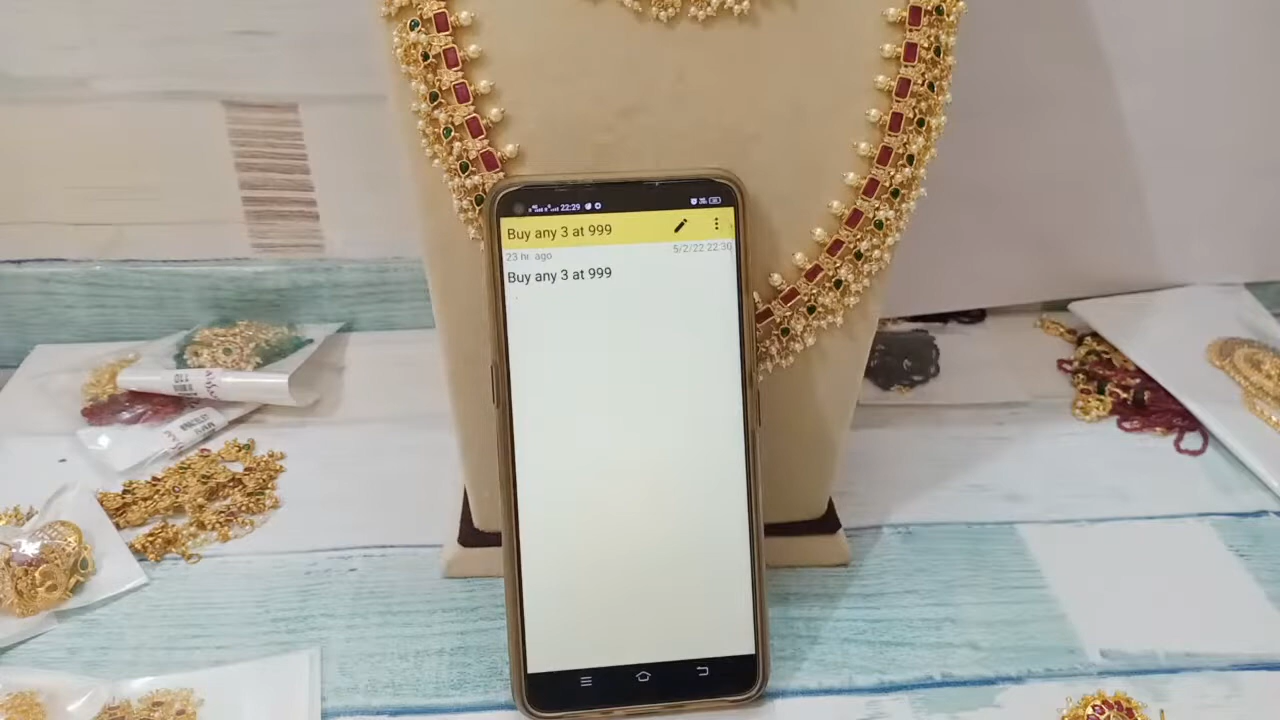 22:29
Buy any 3 at 999
23 hr. ago
5/2/22 22:30
Buy any 3 at 999
110